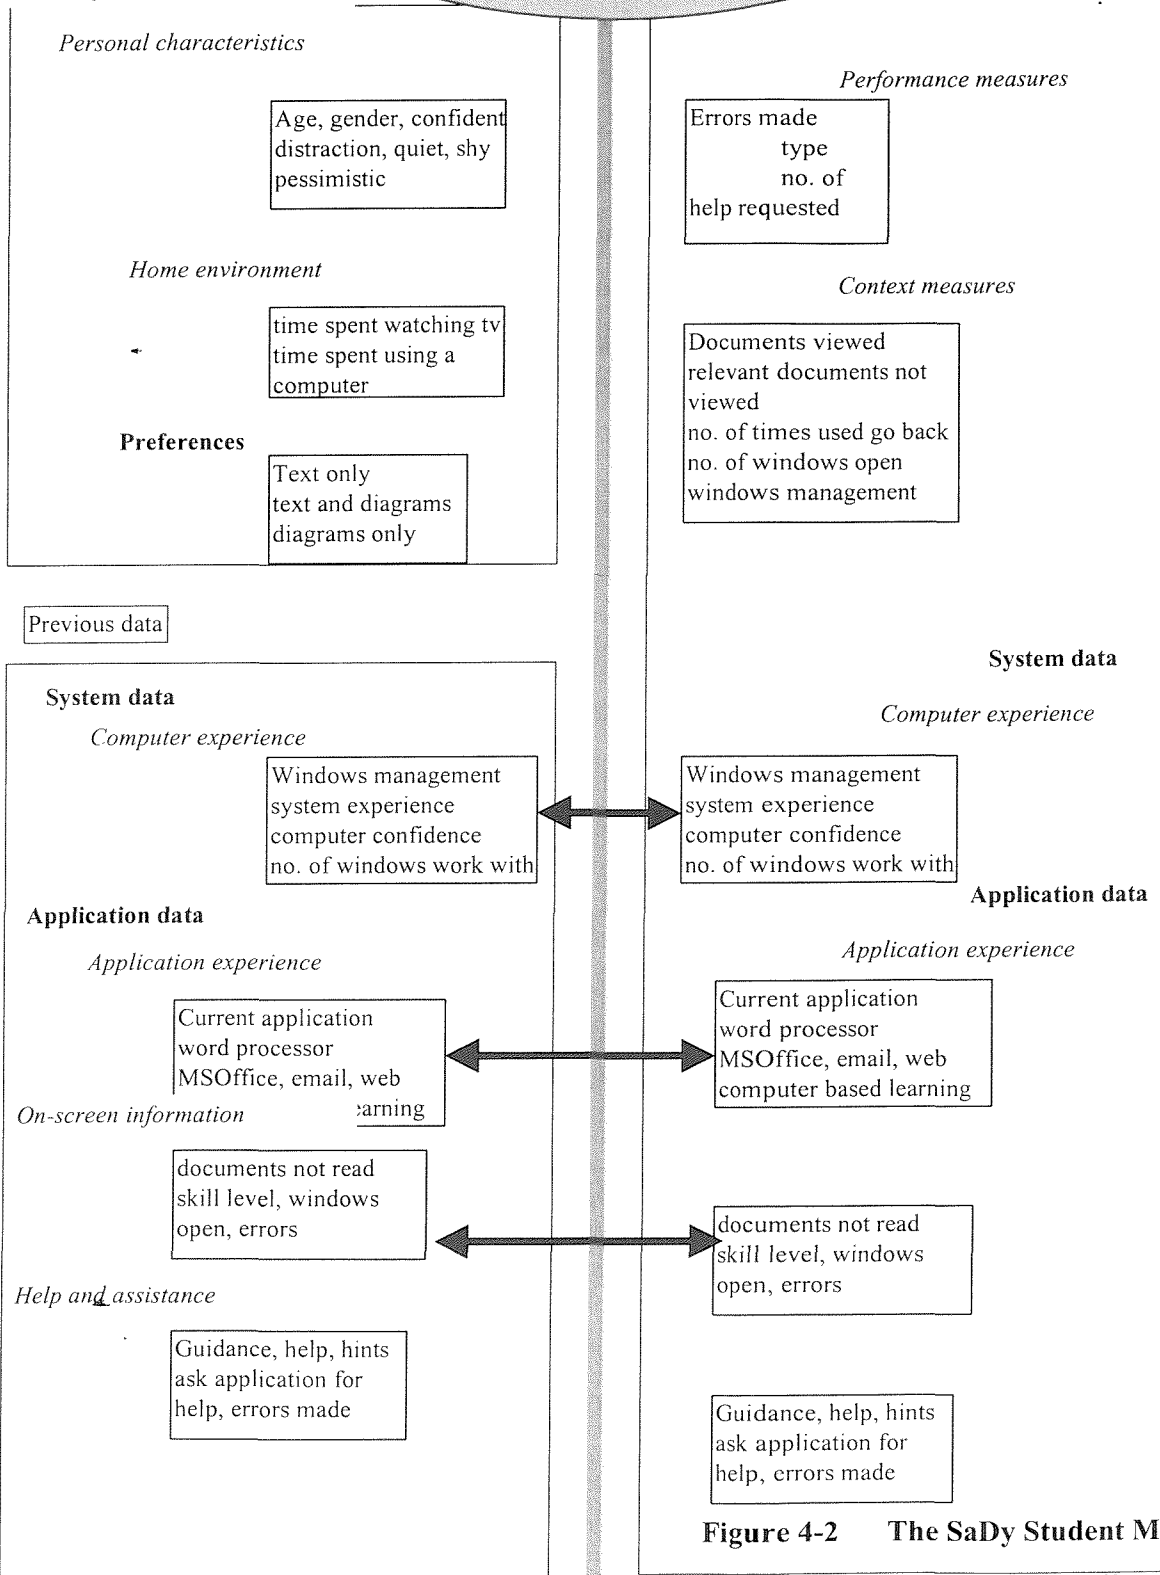 Personal characteristics
Age, gender, confident
distraction, quiet, shy
pessimistic
Home environment
time spent watching tv
time spent using a
computer
Preferences
Text only
text and diagrams
diagrams only
Previous data
System data
Computer experience
Windows management
system experience
computer confidence
no. of windows work with
Application data
Application experience
Current application
word processor
MSOffice, email, web
earning
On-screen information
documents not read
skill level, windows
open, errors
Help and assistance
Guidance, help, hints
ask application for
help, errors made
Performance measures
Errors made
type
no. of
help requested
Context measures
Documents viewed
relevant documents not
viewed
no. of times used go back
no. of windows open
windows management
System data
Computer experience
Windows management
system experience
computer confidence
no. of windows work with
Application data
Application experience
Current application
word processor
MSOffice, email, web
computer based learning
documents not read
skill level, windows
open, errors
Guidance, help, hints
ask application for
help, errors made
Figure 4-2 The SaDy Student M